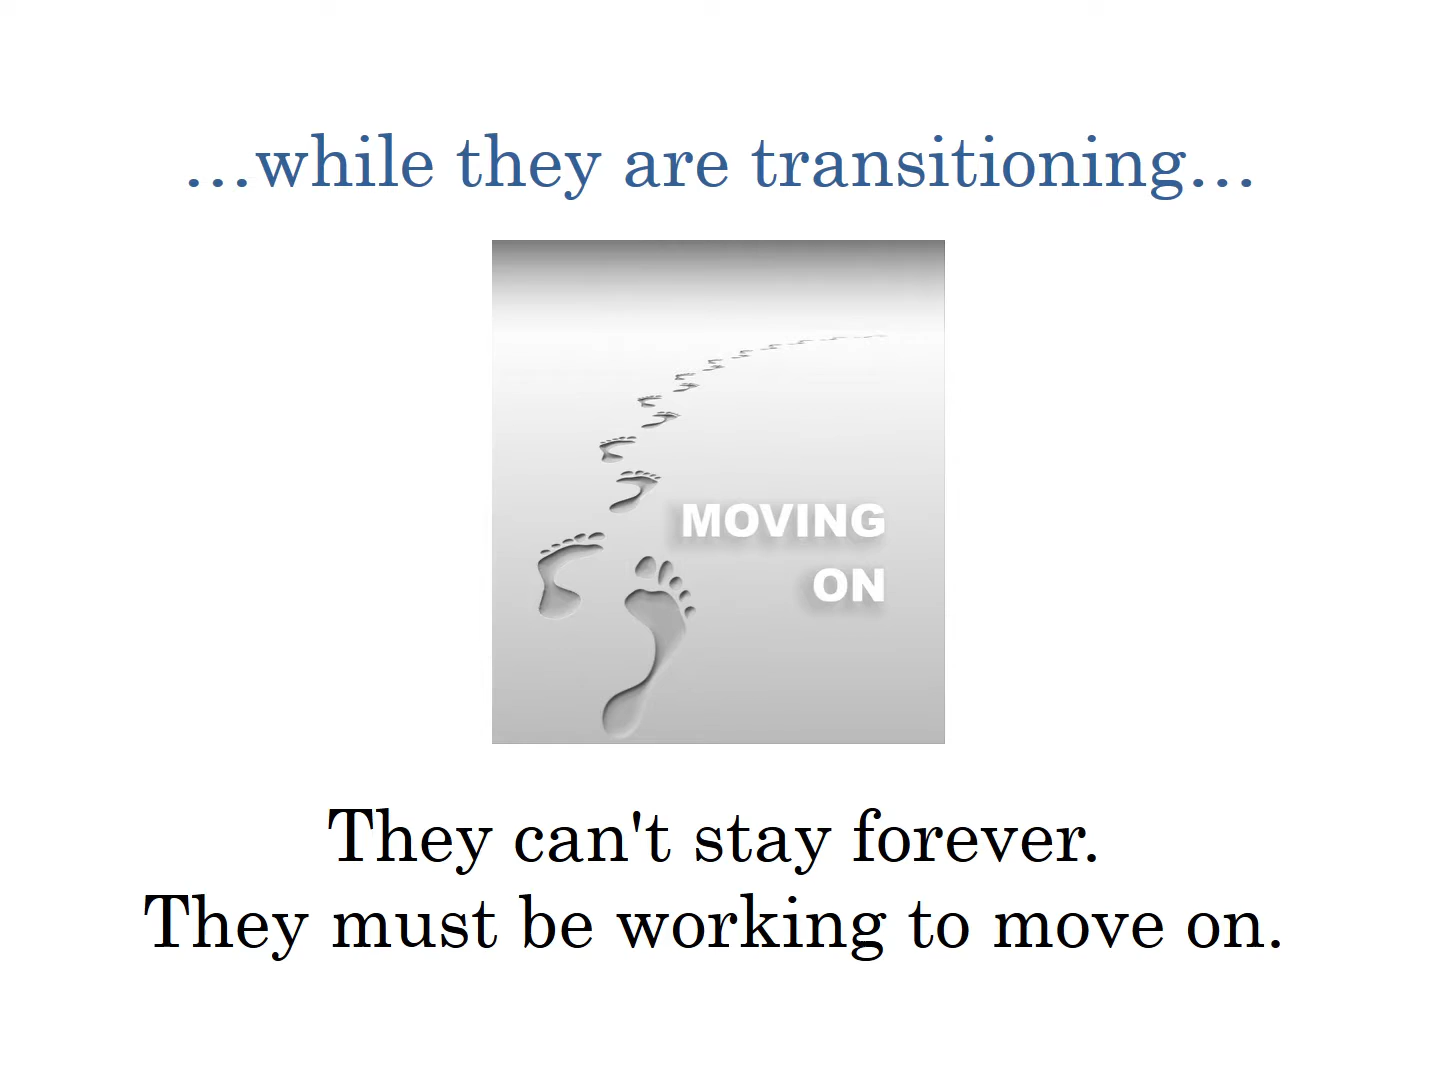 ...while they are transitioning...
MOVING
ON
They can't stay forever.
They must be working to move on.